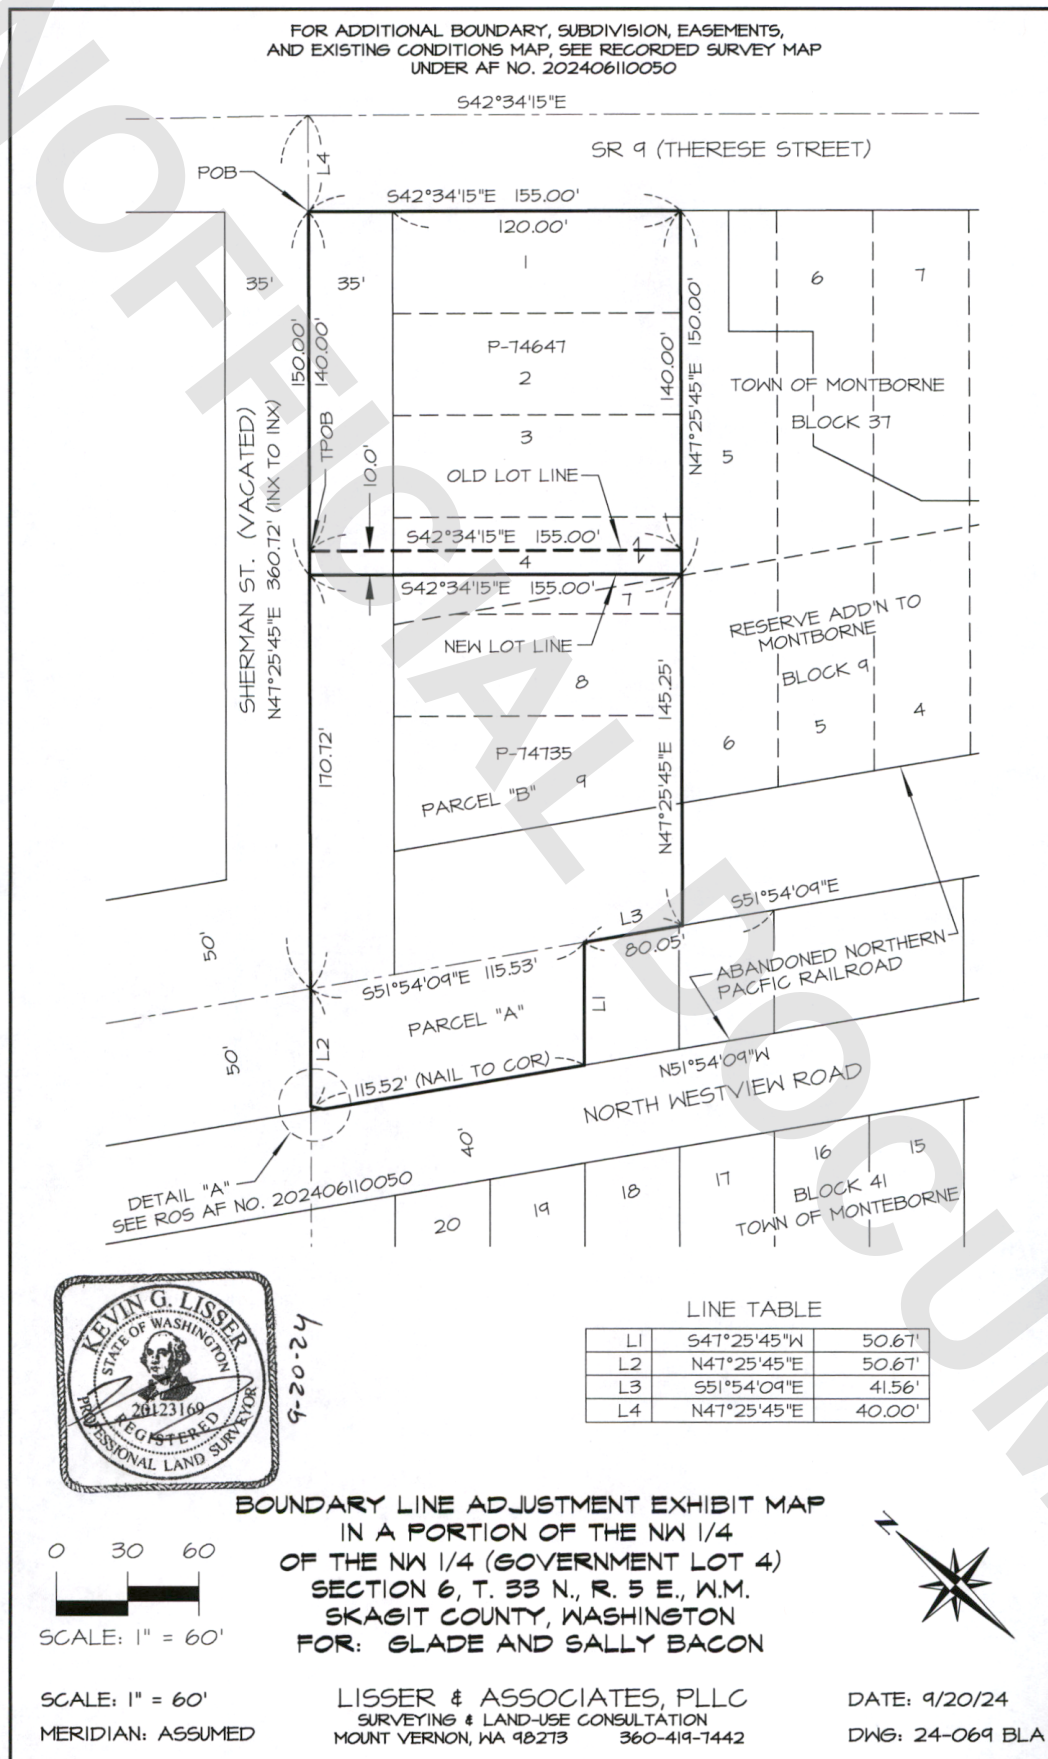 FOR ADDITIONAL BOUNDARY, SUBDIVISION, EASEMENTS,
AND EXISTING CONDITIONS MAP, SEE RECORDED SURVEY MAP
UNDER AF NO. 202406110050
S42°34'15"E
SR 9 (THERESE STREET)
L4
POB
S42°34'15"E 155.00'
120.00'
1
35'
35'
6
7
150.00'
140.00'
140.00'
N47°25'45"E 150.00'
P-74647
2
TOWN OF MONTBORNE
BLOCK 37
3
5
SHERMAN ST. (VACATED)
N47°25'45"E 360.72' (INX TO INX)
TPOB
10.0'
OLD LOT LINE
S42°34'15"E 155.00'
Z
4
S42°34'15"E 155.00'
7
NEW LOT LINE
RESERVE ADD'N TO
MONTBORNE
BLOCK 9
8
4
5
6
170.72'
N47°25'45"E 145.25'
P-74735
9
PARCEL "B"
S51°54'09"E
L3
80.05'
50'
ABANDONED NORTHERN
PACFIC RAILROAD
S51°54'09"E 115.53'
L1
PARCEL "A"
50'
L2
115.52' (NAIL TO COR)
N51°54'09"W
NORTH WESTVIEW ROAD
40'
DETAIL "A"
SEE ROS AF NO. 202406110050
20
19
18
17
16
15
BLOCK 41
TOWN OF MONTEBORNE
KEVIN G. LISSER
STATE OF WASHINGTON
20123169
REGISTERED
PROFESSIONAL LAND SURVEYOR
9-20-24
LINE TABLE
L1 S47°25'45"W 50.67'
L2 N47°25'45"E 50.67'
L3 S51°54'09"E 41.56'
L4 N47°25'45"E 40.00'
BOUNDARY LINE ADJUSTMENT EXHIBIT MAP
IN A PORTION OF THE NW 1/4
OF THE NW 1/4 (GOVERNMENT LOT 4)
SECTION 6, T. 33 N., R. 5 E., W.M.
SKAGIT COUNTY, WASHINGTON
FOR: GLADE AND SALLY BACON
0 30 60
SCALE: 1" = 60'
Z
SCALE: 1" = 60'
MERIDIAN: ASSUMED
LISSER & ASSOCIATES, PLLC
SURVEYING & LAND-USE CONSULTATION
MOUNT VERNON, WA 98273 360-419-7442
DATE: 9/20/24
DWG: 24-069 BLA
NOFFICIAL DOCUM